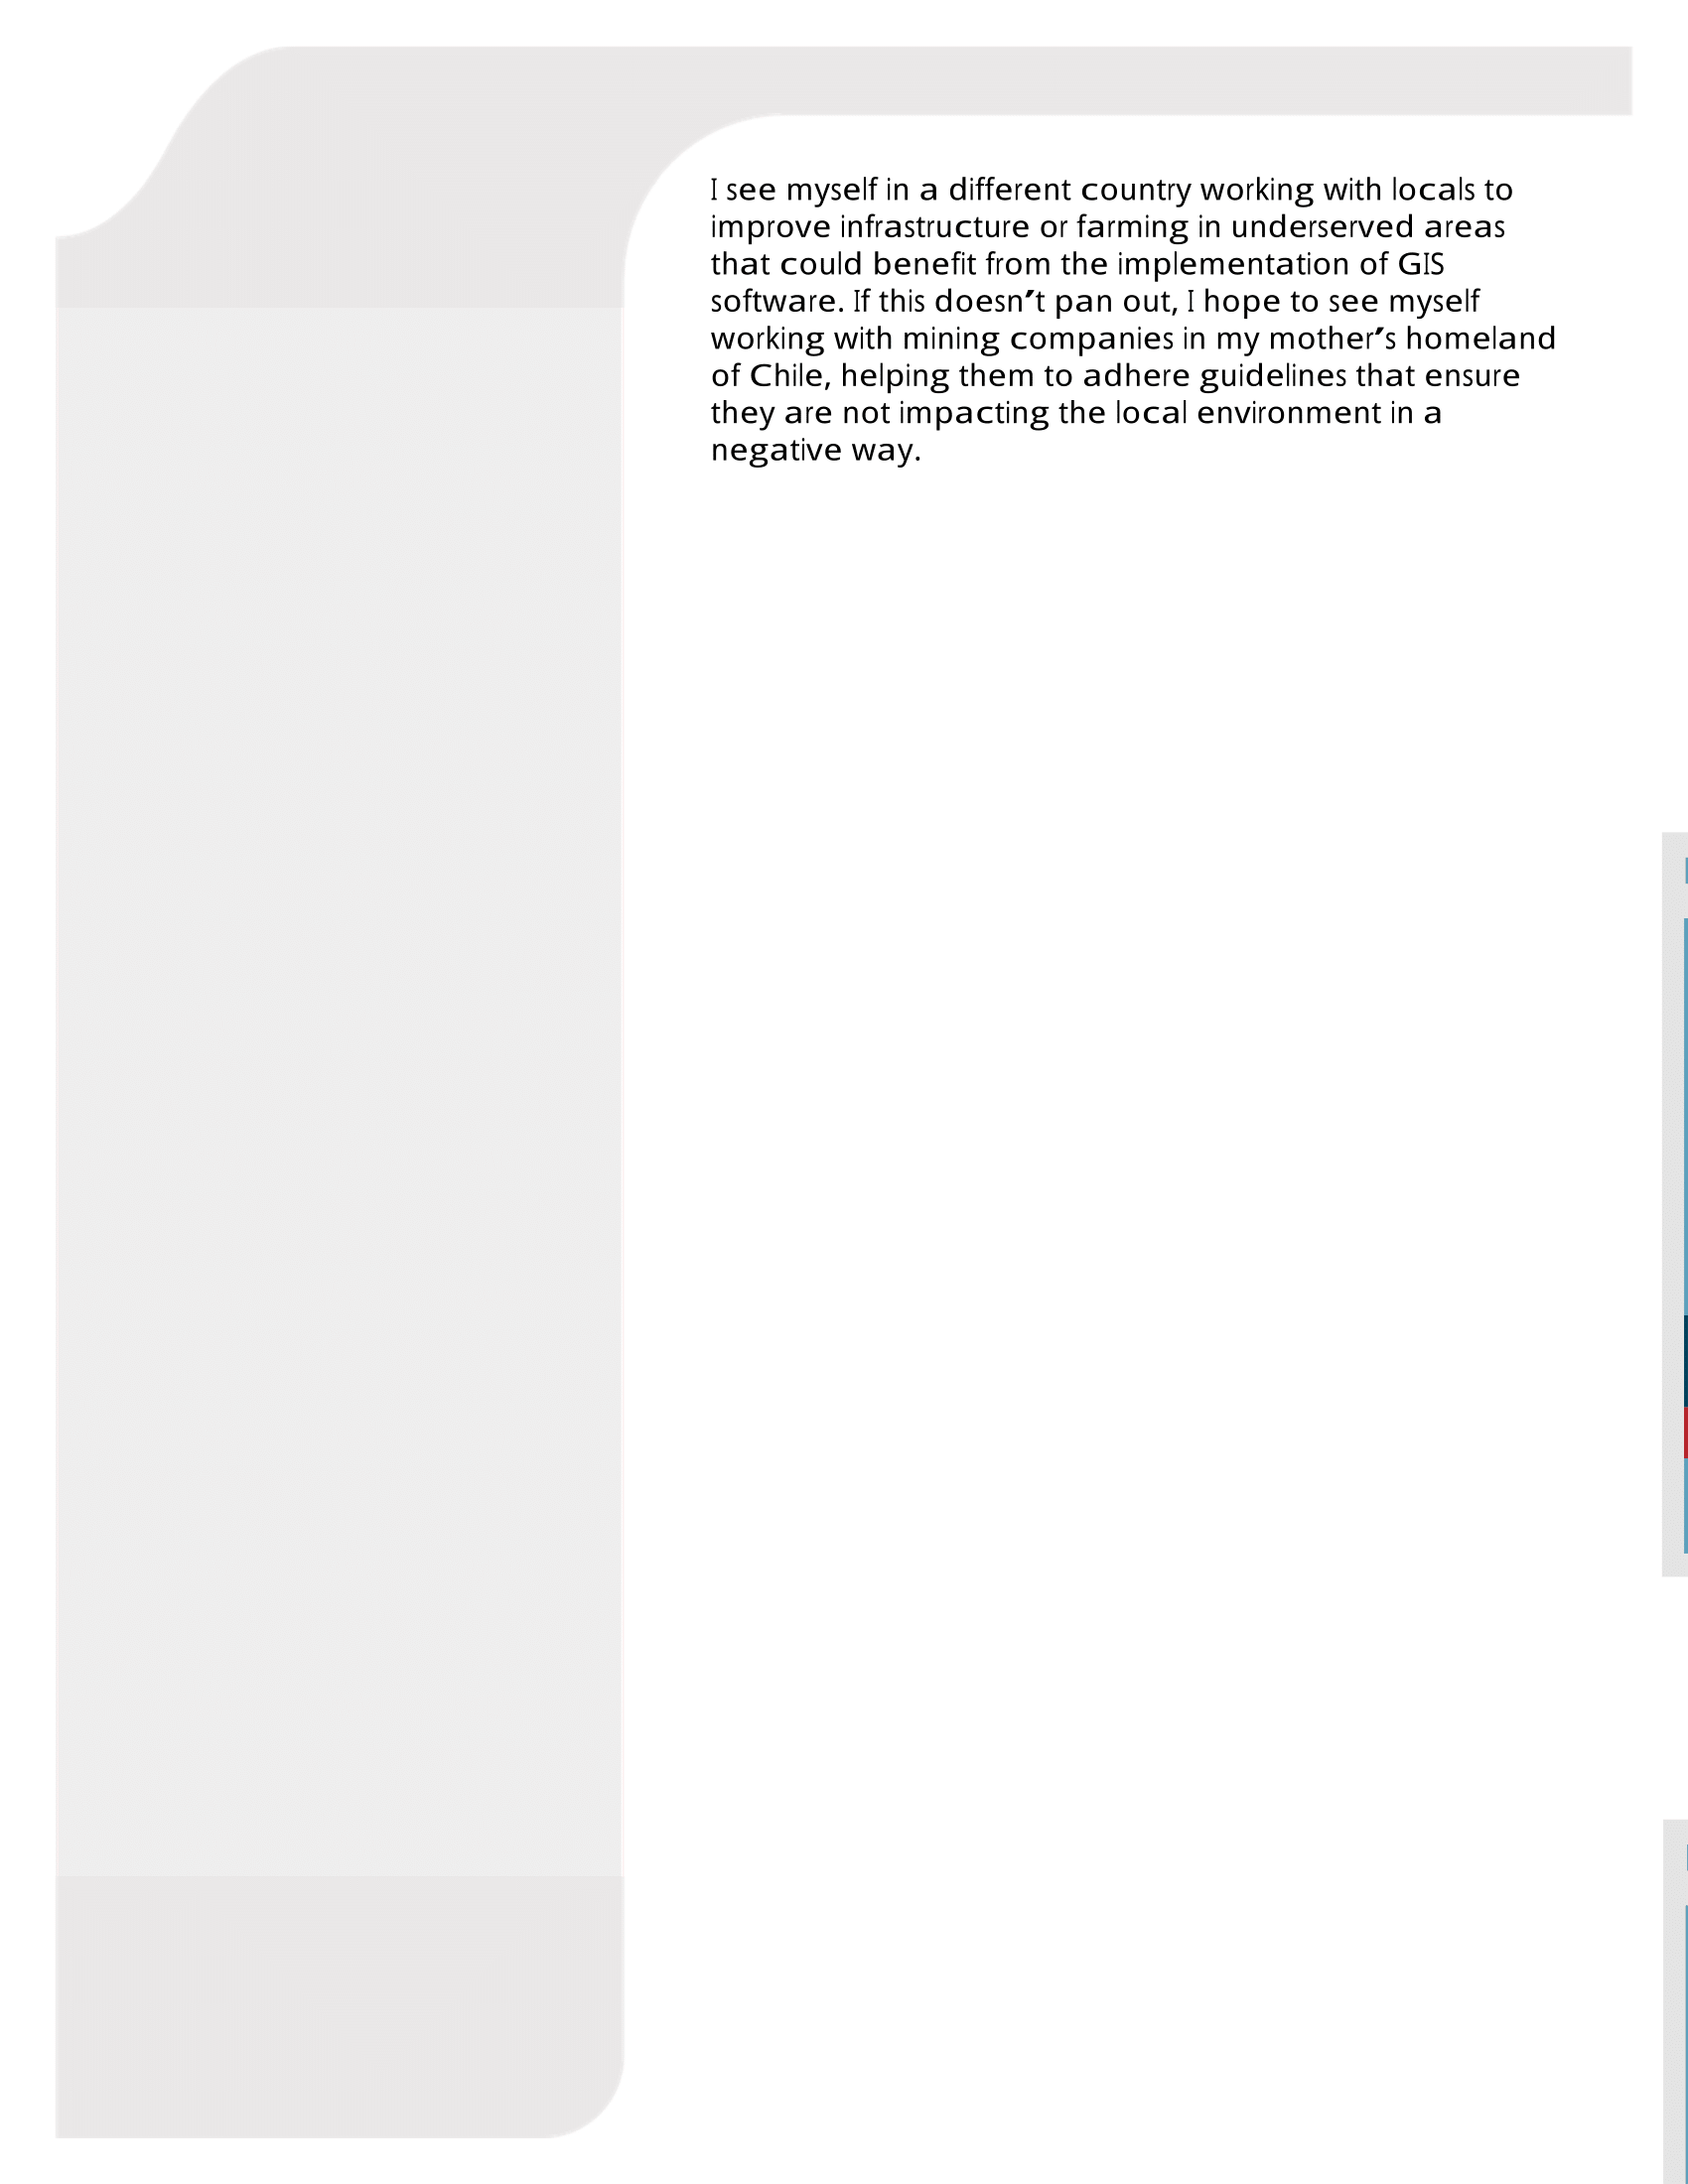 I see myself in a different country working with locals to
improve infrastructure or farming in underserved areas
that could benefit from the implementation of GIS
software. If this doesn’t pan out, I hope to see myself
working with mining companies in my mother’s homeland
of Chile, helping them to adhere guidelines that ensure
they are not impacting the local environment in a
negative way.